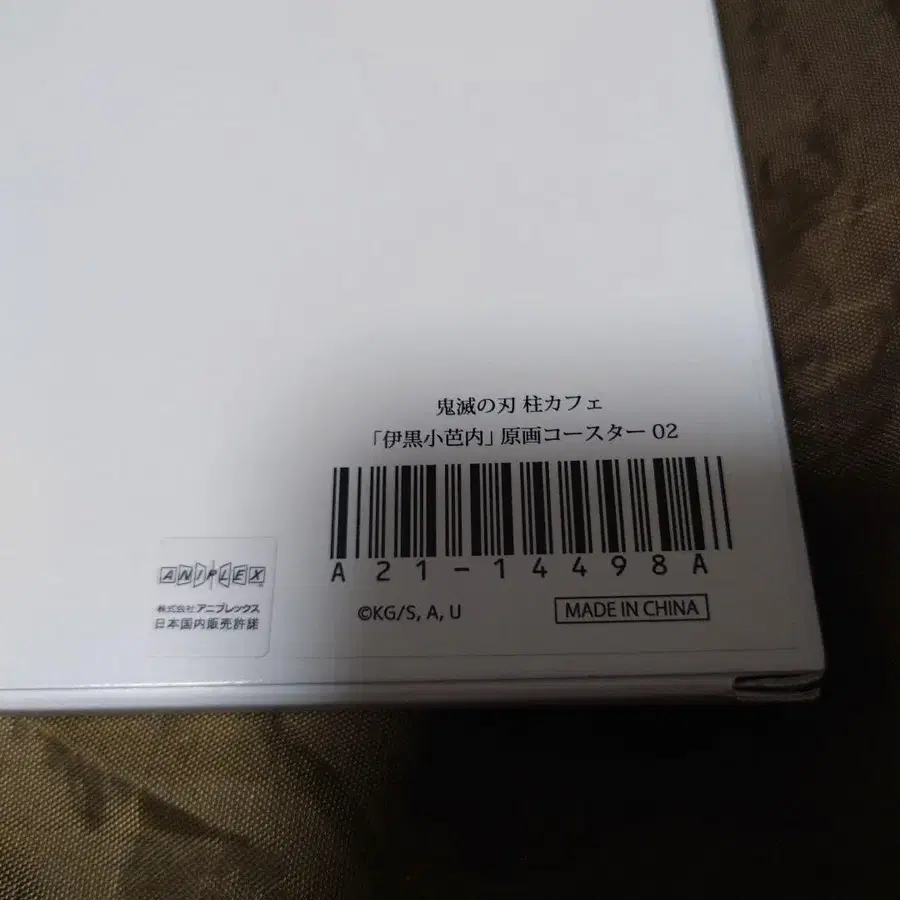 鬼滅の刃 柱カフェ
「伊黒小芭内」原画コースター 02
A21-14498A
©KG/S, A, U
MADE IN CHINA
ANIPLEX
株式会社アニプレックス
日本国内販売許諾